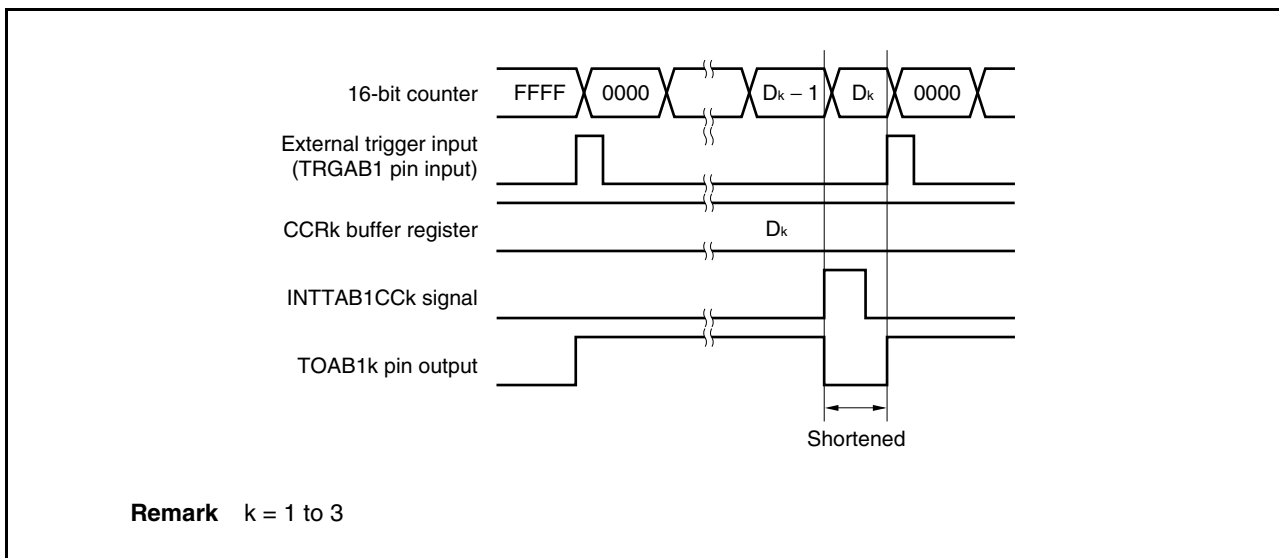 16-bit counter FFFF 0000 Dk − 1 Dk 0000
External trigger input
(TRGAB1 pin input)
CCRk buffer register Dk
INTTAB1CCk signal
TOAB1k pin output
Shortened
Remark k = 1 to 3